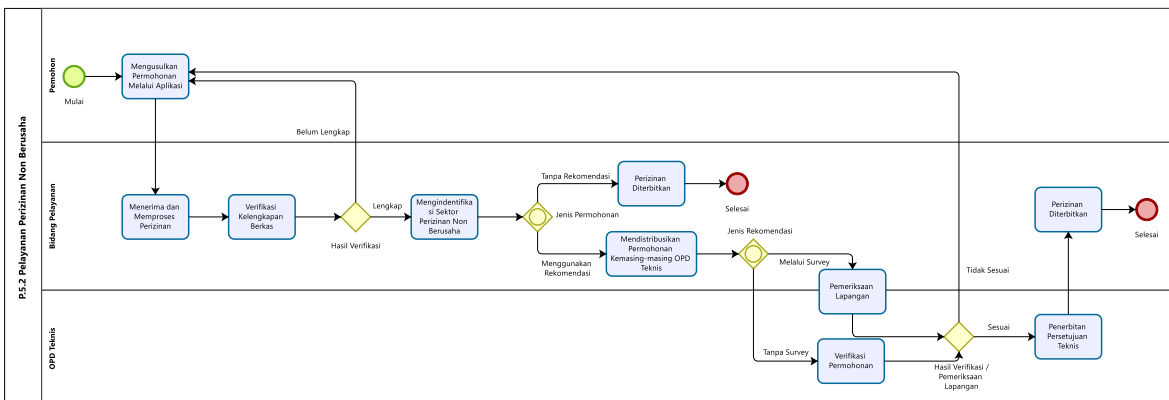 P.5.2 Pelayanan Perizinan Non Berusaha
Pemohon
Mulai
Mengusulkan
Permohonan
Melalui Aplikasi
Belum Lengkap
Bidang Pelayanan
Menerima dan
Memproses
Perizinan
Verifikasi
Kelengkapan
Berkas
Hasil Verifikasi
Lengkap
Mengindentifika
si Sektor
Perizinan Non
Berusaha
Jenis Permohonan
Tanpa Rekomendasi
Perizinan
Diterbitkan
Selesai
Menggunakan
Rekomendasi
Mendistribusikan
Permohonan
Kemasing-masing OPD
Teknis
Jenis Rekomendasi
Melalui Survey
Pemeriksaan
Lapangan
Tidak Sesuai
Perizinan
Diterbitkan
Selesai
OPD Teknis
Tanpa Survey
Verifikasi
Permohonan
Hasil Verifikasi /
Pemeriksaan
Lapangan
Sesuai
Penerbitan
Persetujuan
Teknis